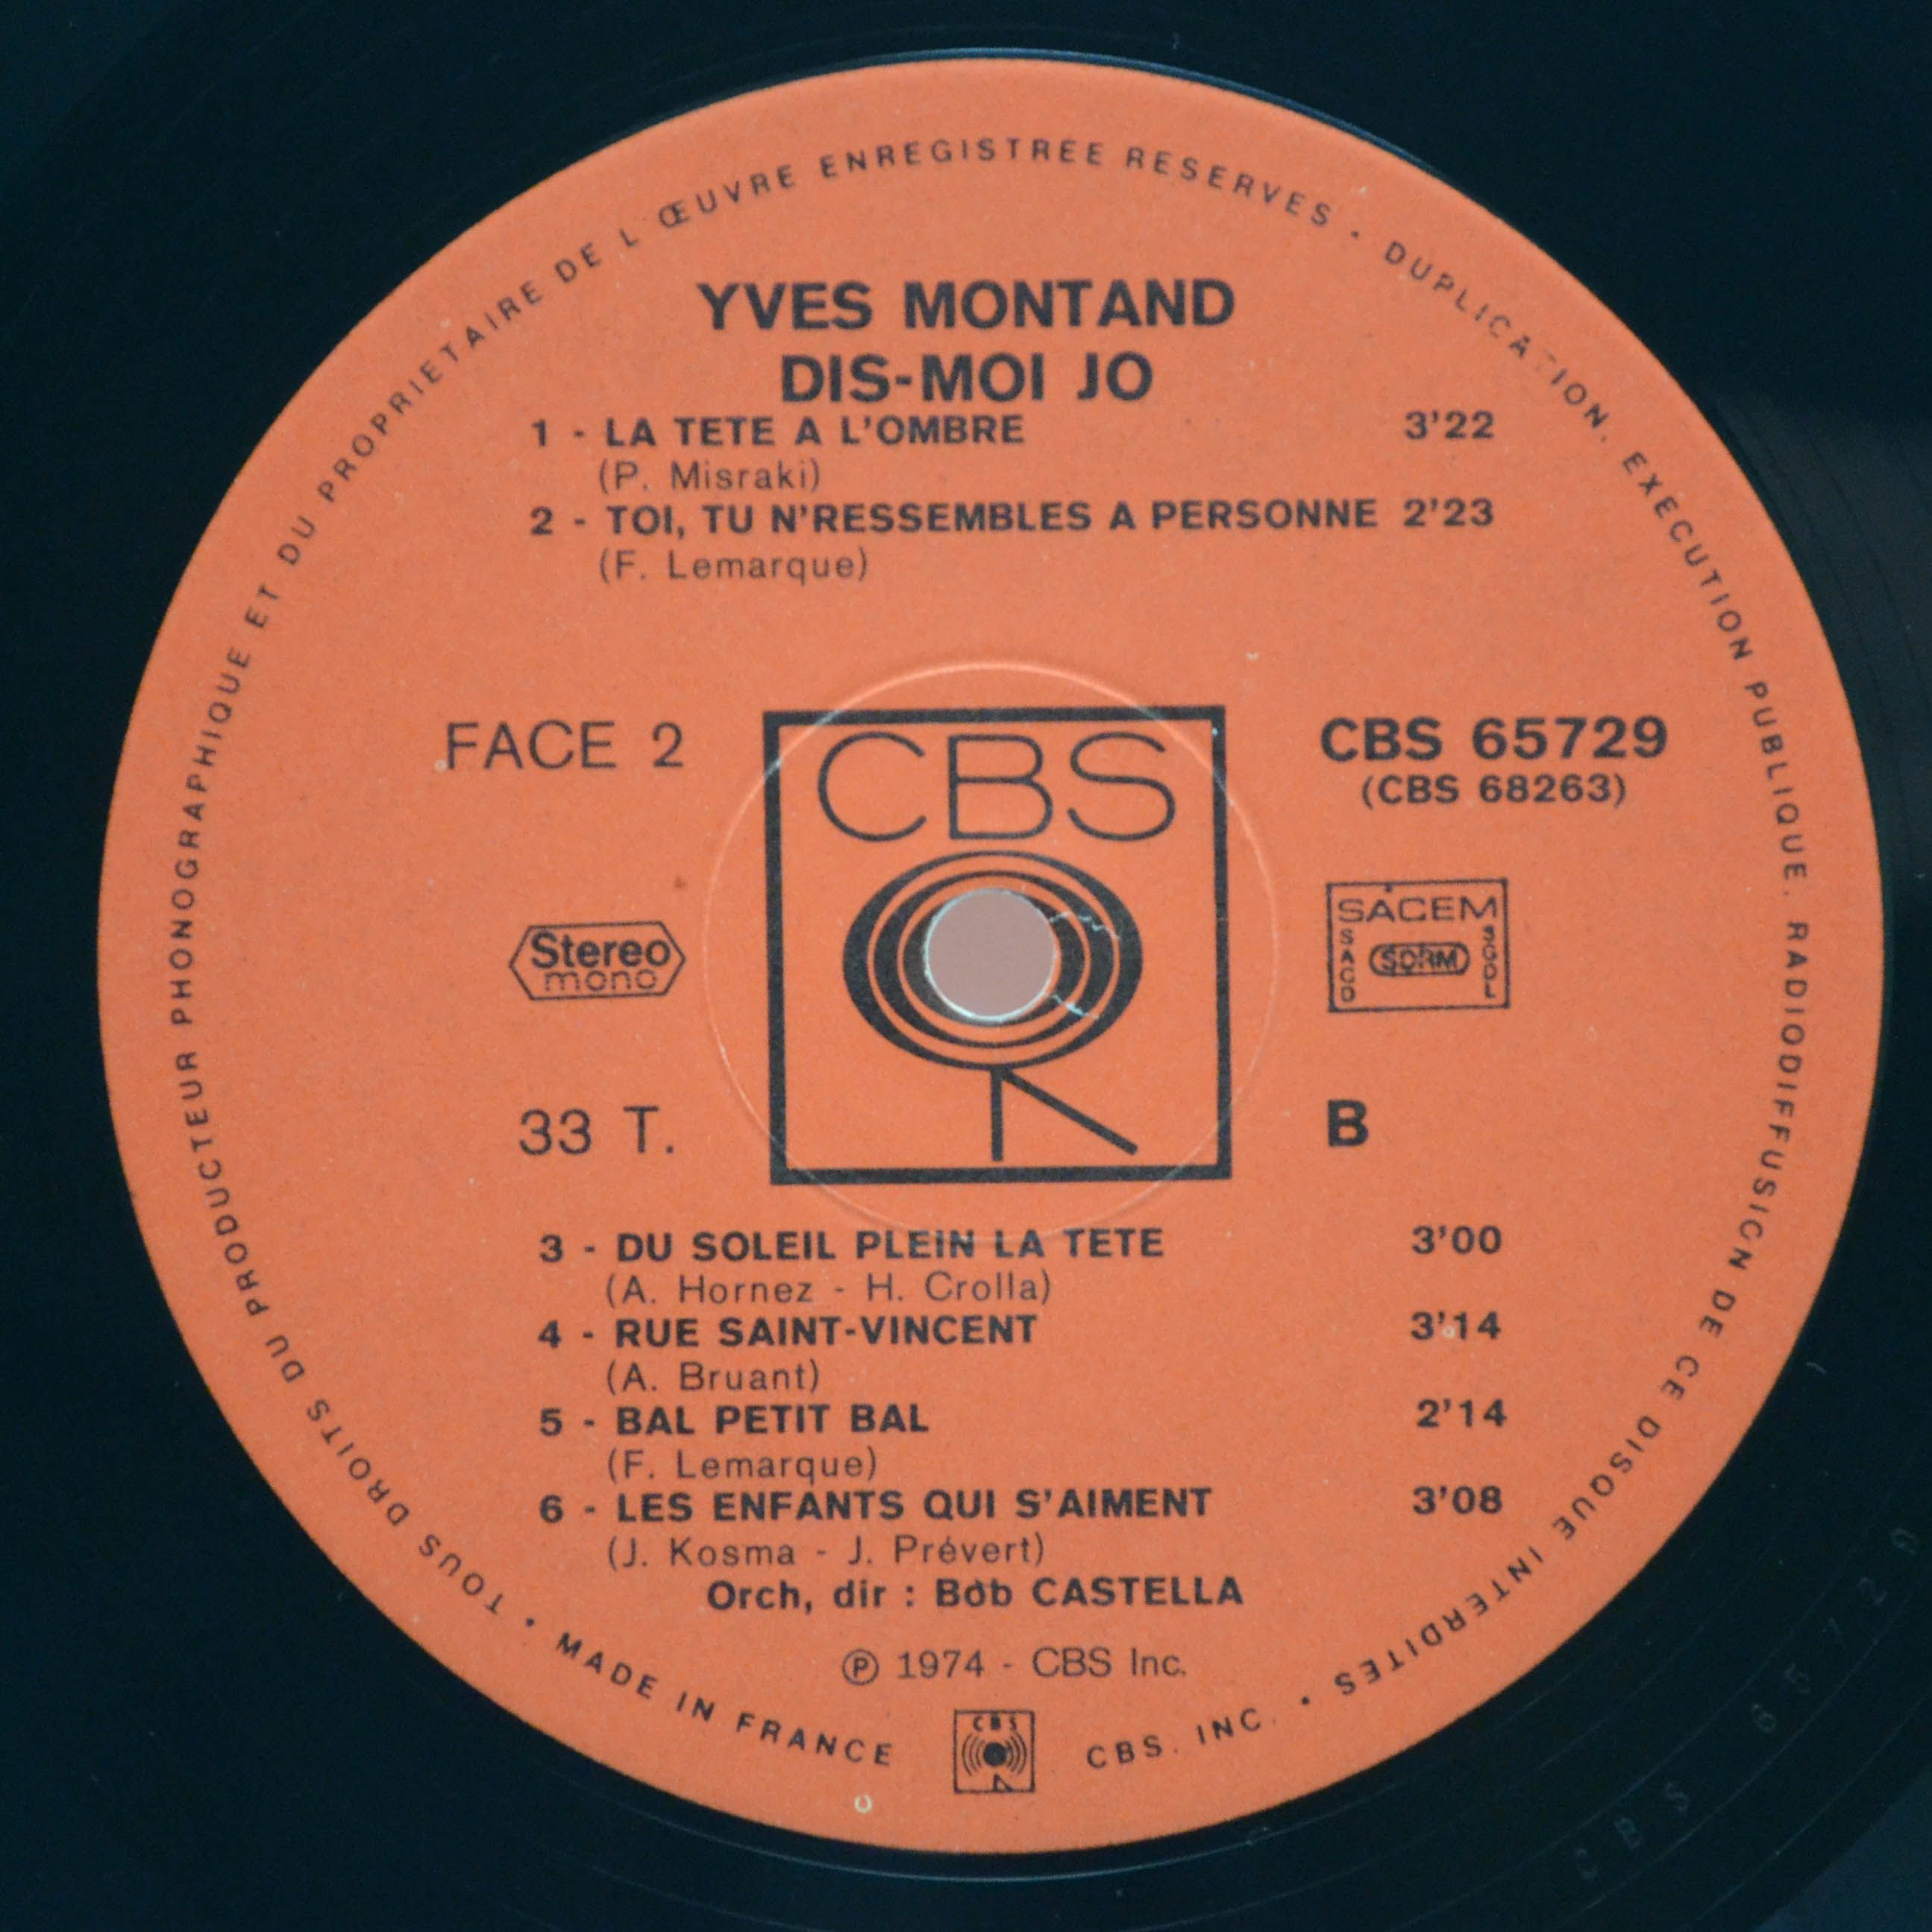 TOUS DROITS DU PRODUCTEUR PHONOGRAPHIQUE ET DU PROPRIETAIRE DE L ŒUVRE ENREGISTREE RESERVES · DUPLICATION. EXECUTION PUBLIQUE. RADIODIFFUSION DE CE DISQUE INTERDITES ·
YVES MONTAND
DIS-MOI JO
1 - LA TETE A L'OMBRE 3'22
(P. Misraki)
2 - TOI, TU N'RESSEMBLES A PERSONNE 2'23
(F. Lemarque)
FACE 2
CBS
CBS 65729
(CBS 68263)
Stereo
mono
SACEM
SACD
SDRM
SGDL
33 T.
B
3 - DU SOLEIL PLEIN LA TETE 3'00
(A. Hornez - H. Crolla)
4 - RUE SAINT-VINCENT 3'14
(A. Bruant)
5 - BAL PETIT BAL 2'14
(F. Lemarque)
6 - LES ENFANTS QUI S'AIMENT 3'08
(J. Kosma - J. Prévert)
Orch, dir : Bob CASTELLA
℗ 1974 - CBS Inc.
· MADE IN FRANCE
CBS
CBS. INC.
CBS 6572